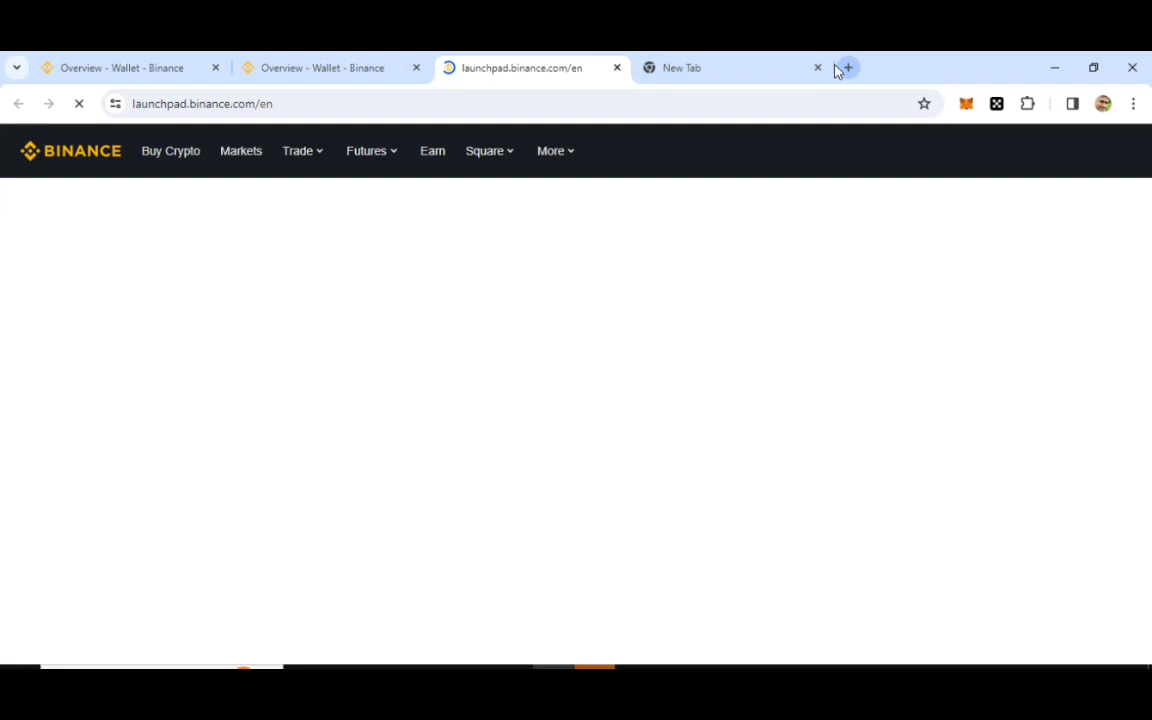 Overview - Wallet - Binance
Overview - Wallet - Binance
launchpad.binance.com/en
New Tab
launchpad.binance.com/en
BINANCE Buy Crypto Markets Trade Futures Earn Square More